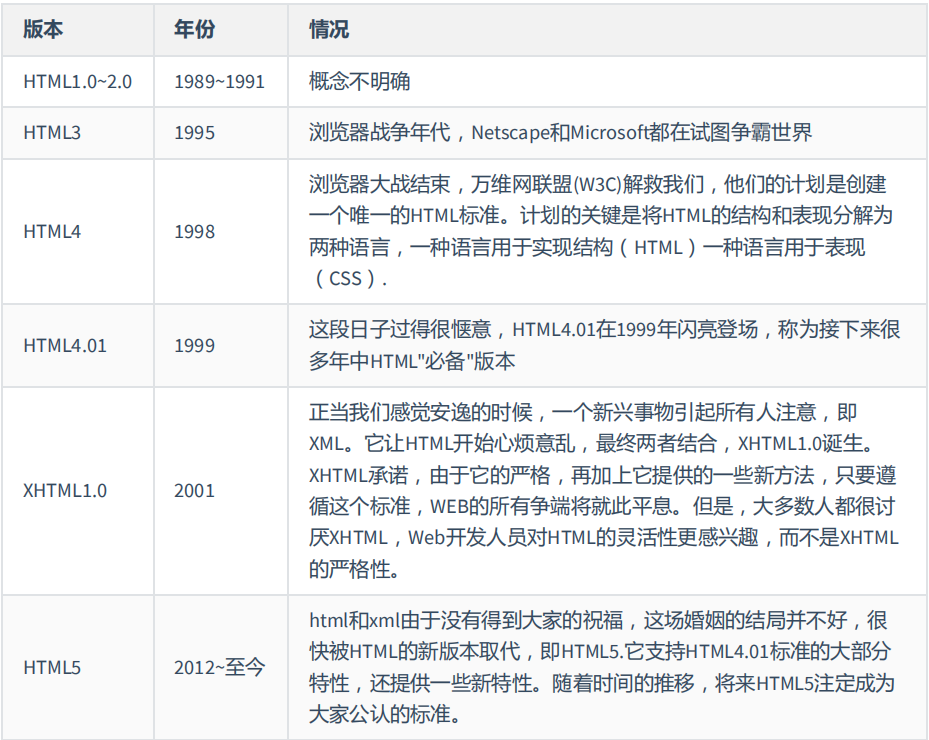 版本 年份 情况
HTML1.0~2.0 1989~1991 概念不明确
HTML3 1995 浏览器战争年代，Netscape和Microsoft都在试图争霸世界
HTML4 1998 浏览器大战结束，万维网联盟(W3C)解救我们，他们的计划是创建
一个唯一的HTML标准。计划的关键是将HTML的结构和表现分解为
两种语言，一种语言用于实现结构（HTML）一种语言用于表现
（CSS）.
HTML4.01 1999 这段日子过得很惬意，HTML4.01在1999年闪亮登场，称为接下来很
多年中HTML"必备"版本
XHTML1.0 2001 正当我们感觉安逸的时候，一个新兴事物引起所有人注意，即
XML。它让HTML开始心烦意乱，最终两者结合，XHTML1.0诞生。
XHTML承诺，由于它的严格，再加上它提供的一些新方法，只要遵
循这个标准，WEB的所有争端将就此平息。但是，大多数人都很讨
厌XHTML，Web开发人员对HTML的灵活性更感兴趣，而不是XHTML
的严格性。
HTML5 2012~至今 html和xml由于没有得到大家的祝福，这场婚姻的结局并不好，很
快被HTML的新版本取代，即HTML5.它支持HTML4.01标准的大部分
特性，还提供一些新特性。随着时间的推移，将来HTML5注定成为
大家公认的标准。